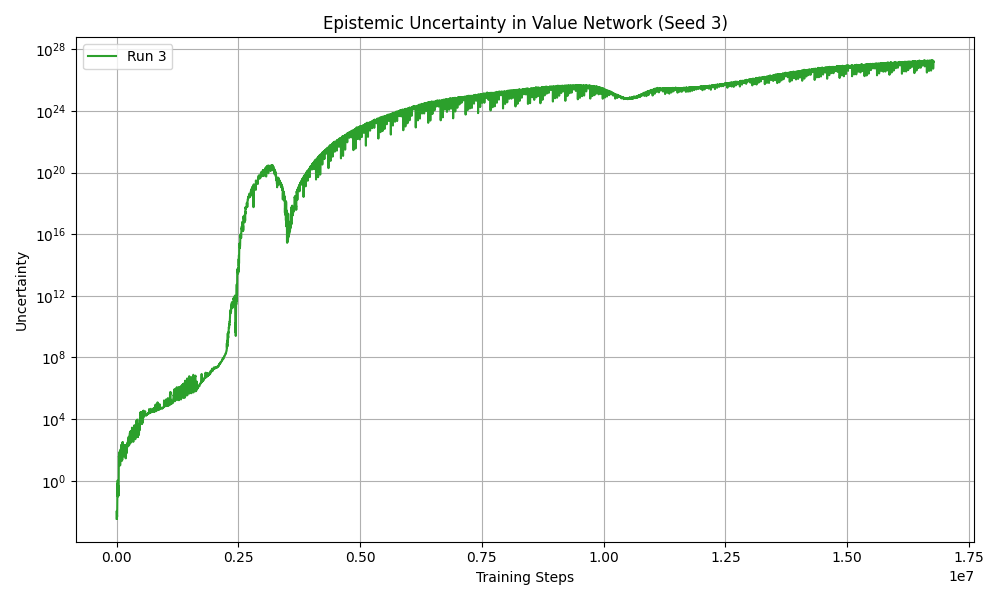 Epistemic Uncertainty in Value Network (Seed 3)
Run 3
Uncertainty
10^28
10^24
10^20
10^16
10^12
10^8
10^4
10^0
0.00 0.25 0.50 0.75 1.00 1.25 1.50 1.75
1e7
Training Steps